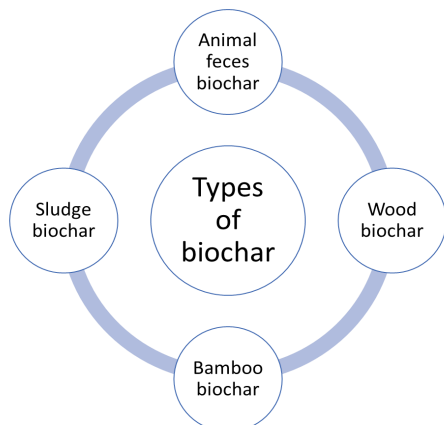 Animal
feces
biochar
Sludge
biochar
Types
of
biochar
Wood
biochar
Bamboo
biochar